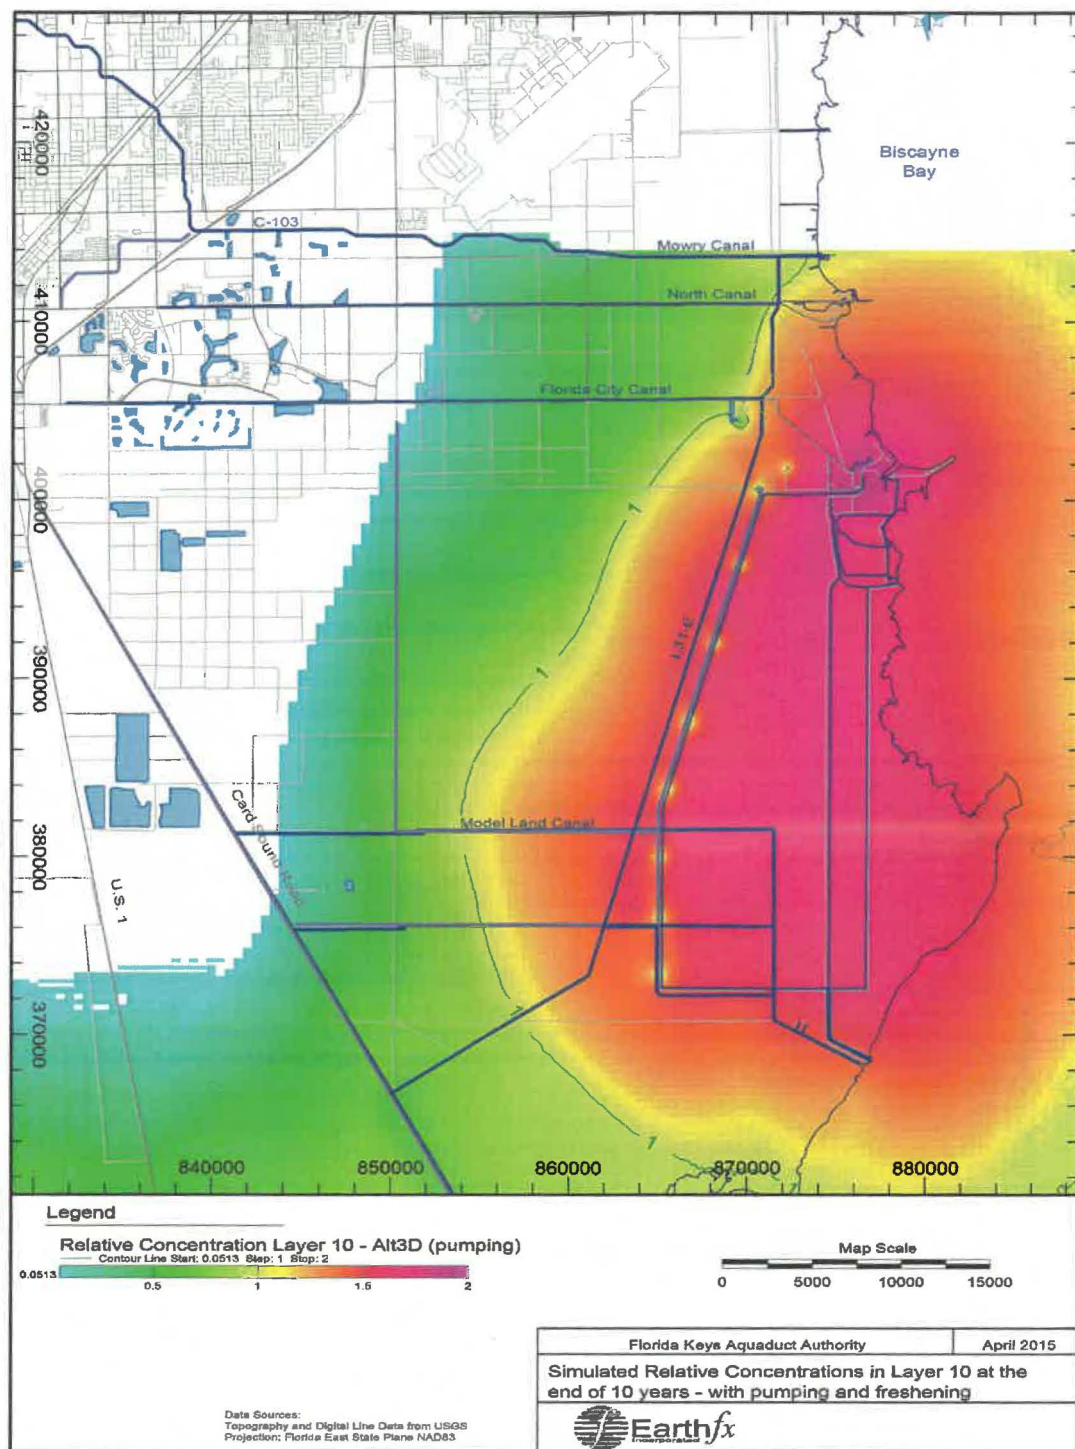 Biscayne
Bay
420000
C-103
Mowry Canal
North Canal
410000
Florida City Canal
400000
1
L31-E
1
390000
Card Sound Road
Model Land Canal
380000
U.S. 1
370000
1
1
840000
850000
860000
870000
880000
Legend
Relative Concentration Layer 10 - Alt3D (pumping)
Contour Line Start: 0.0513 Step: 1 Stop: 2
0.0513
0.5
1
1.5
2
Map Scale
0
5000
10000
15000
Florida Keys Aquaduct Authority
April 2015
Simulated Relative Concentrations in Layer 10 at the
end of 10 years - with pumping and freshening
Data Sources:
Topography and Digital Line Data from USGS
Projection: Florida East State Plane NAD83
Earthfx
Incorporated